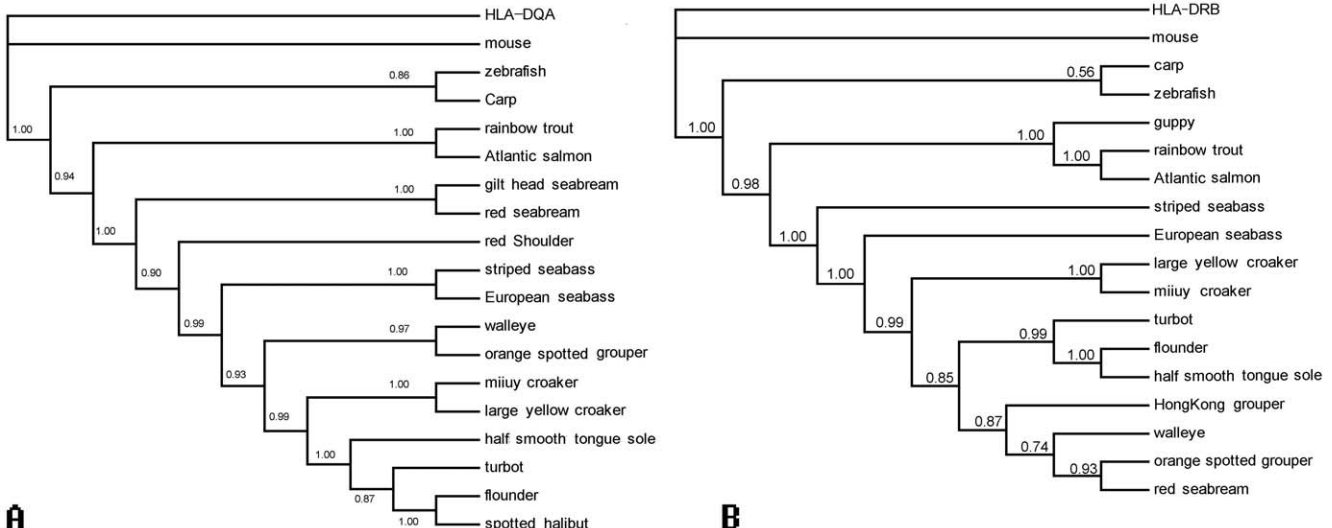 HLA-DQA
mouse
0.86
zebrafish
Carp
1.00
rainbow trout
1.00
Atlantic salmon
0.94
gilt head seabream
1.00
red seabream
1.00
red Shoulder
0.90
striped seabass
1.00
European seabass
0.99
walleye
0.97
orange spotted grouper
0.93
miiuy croaker
1.00
large yellow croaker
0.99
half smooth tongue sole
1.00
turbot
0.87
flounder
1.00
spotted halibut
A
HLA-DRB
mouse
carp
0.56
zebrafish
1.00
guppy
1.00
rainbow trout
1.00
Atlantic salmon
0.98
striped seabass
1.00
European seabass
1.00
large yellow croaker
1.00
miiuy croaker
0.99
turbot
0.99
flounder
1.00
half smooth tongue sole
0.85
HongKong grouper
0.87
walleye
0.74
orange spotted grouper
0.93
red seabream
B